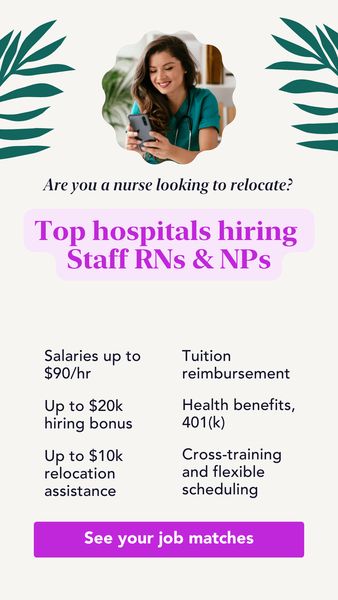 Are you a nurse looking to relocate?
Top hospitals hiring
Staff RNs & NPs
Salaries up to
$90/hr
Up to $20k
hiring bonus
Up to $10k
relocation
assistance
Tuition
reimbursement
Health benefits,
401(k)
Cross-training
and flexible
scheduling
See your job matches